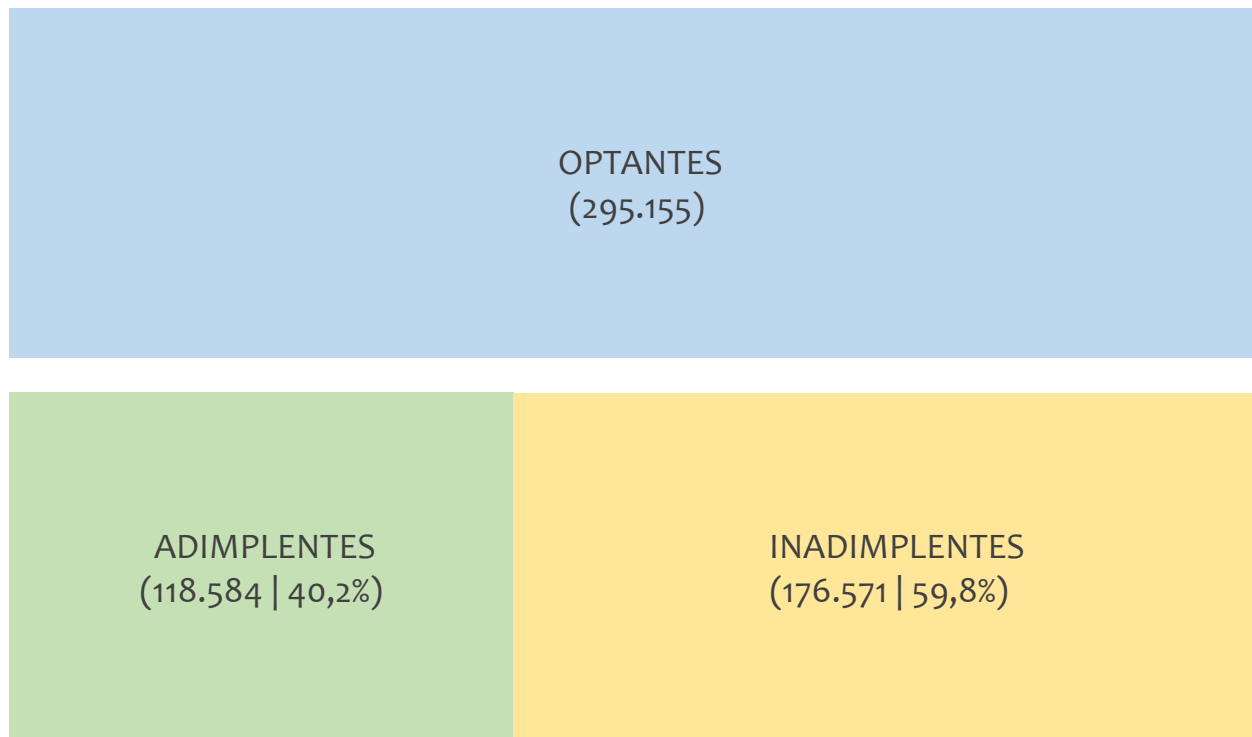 OPTANTES
(295.155)
ADIMPLENTES
(118.584 | 40,2%)
INADIMPLENTES
(176.571 | 59,8%)